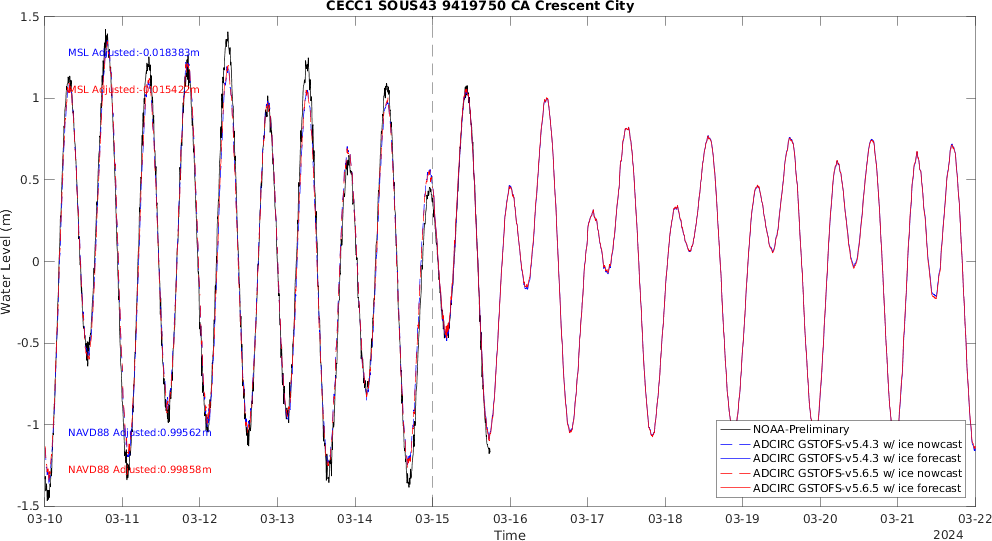 CECC1 SOUS43 9419750 CA Crescent City
MSL Adjusted:-0.018383m
MSL Adjusted:-0.015422m
NAVD88 Adjusted:0.99562m
NAVD88 Adjusted:0.99858m
Water Level (m)
1.5
1
0.5
0
-0.5
-1
-1.5
NOAA-Preliminary
ADCIRC GSTOFS-v5.4.3 w/ ice nowcast
ADCIRC GSTOFS-v5.4.3 w/ ice forecast
ADCIRC GSTOFS-v5.6.5 w/ ice nowcast
ADCIRC GSTOFS-v5.6.5 w/ ice forecast
03-10 03-11 03-12 03-13 03-14 03-15 03-16 03-17 03-18 03-19 03-20 03-21 03-22
Time
2024